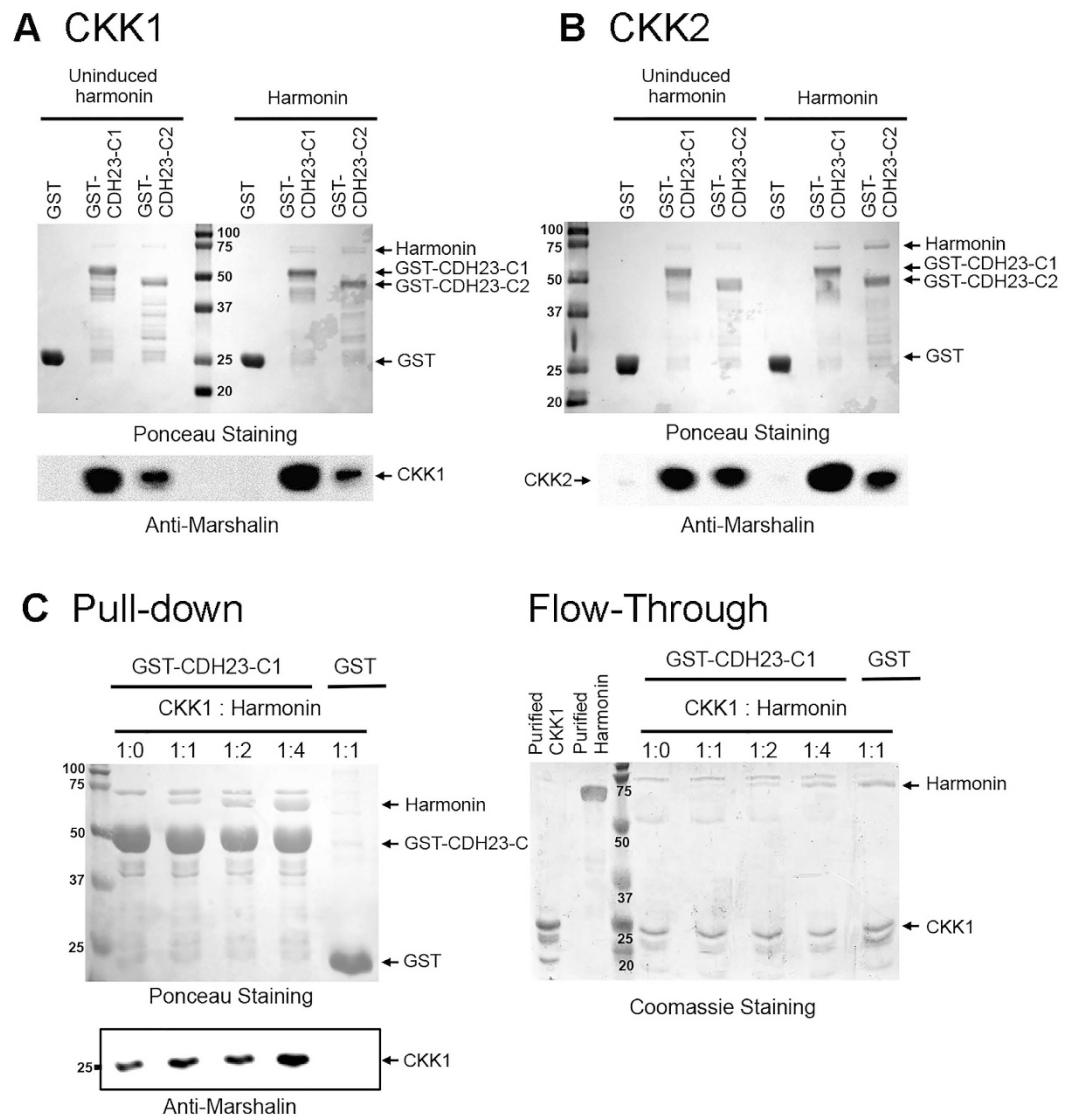 A CKK1
Uninduced
harmonin
Harmonin
GST
GST-
CDH23-C1
GST-
CDH23-C2
GST
GST-
CDH23-C1
GST-
CDH23-C2
100
75
50
37
25
20
Harmonin
GST-CDH23-C1
GST-CDH23-C2
GST
Ponceau Staining
CKK1
Anti-Marshalin
B CKK2
Uninduced
harmonin
Harmonin
GST
GST-
CDH23-C1
GST-
CDH23-C2
GST
GST-
CDH23-C1
GST-
CDH23-C2
100
75
50
37
25
20
Harmonin
GST-CDH23-C1
GST-CDH23-C2
GST
Ponceau Staining
CKK2
Anti-Marshalin
C Pull-down
GST-CDH23-C1 GST
CKK1 : Harmonin
1:0 1:1 1:2 1:4 1:1
100
75
50
37
25
Harmonin
GST-CDH23-C
GST
Ponceau Staining
25
CKK1
Anti-Marshalin
Flow-Through
GST-CDH23-C1 GST
Purified
CKK1
Purified
Harmonin
CKK1 : Harmonin
1:0 1:1 1:2 1:4 1:1
75
50
37
25
20
Harmonin
CKK1
Coomassie Staining